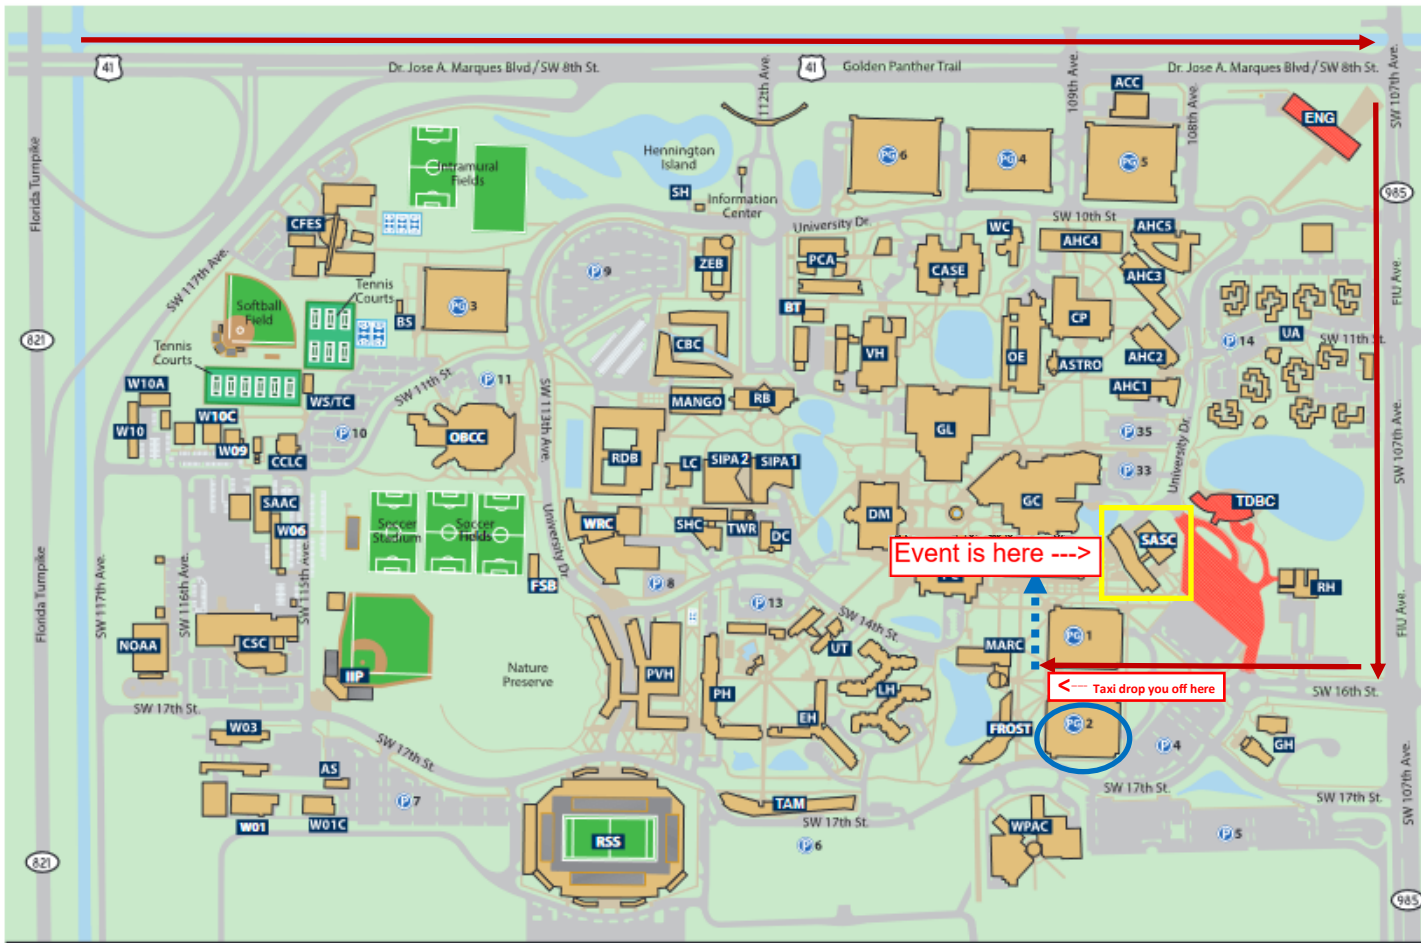 41
Dr. Jose A. Marques Blvd/SW 8th St.
41
Golden Panther Trail
Dr. Jose A. Marques Blvd/SW 8th St.
SW 107th Ave.
112th Ave.
109th Ave.
108th Ave.
ACC
ENG
Florida Turnpike
Intramural
Fields
Hennington
Island
SH
Information
Center
PG 6
PG 4
PG 5
985
CFES
University Dr.
WC
SW 10th St
AHC4
AHC5
SW 117th Ave.
ZEB
PCA
CASE
AHC3
P 9
FIU Ave.
Softball
Field
Tennis
Courts
BS
PG 3
BT
CP
UA
821
Tennis
Courts
CBC
VH
OE
ASTRO
AHC2
P 14
SW 11th St.
W10A
WS/TC
SW 11th St.
P 11
SW 113th Ave.
MANGO
RB
AHC1
W10
W10C
W09
P 10
OBCC
GL
P 35
University Dr.
SW 107th Ave.
CCLC
RDB
LC
SIPA 2
SIPA 1
P 33
GC
TDBC
SAAC
W06
Soccer
Stadium
Soccer
Fields
WRC
SHC
TWR
DC
DM
SASC
Event is here --->
Florida Turnpike
SW 117th Ave.
SW 116th Ave.
SW 115th Ave.
University Dr.
FSB
P 8
P 13
RH
FIU Ave.
SW 14th St.
NOAA
CSC
UT
MARC
PG 1
IIP
Nature
Preserve
PVH
PH
LH
<--- Taxi drop you off here
SW 16th St.
SW 17th St.
W03
EH
FROST
PG 2
P 4
GH
SW 17th St.
AS
SW 107th Ave.
W01
W01C
P 7
TAM
SW 17th St.
SW 17th St.
SW 17th St.
RSS
P 6
WPAC
P 5
821
985